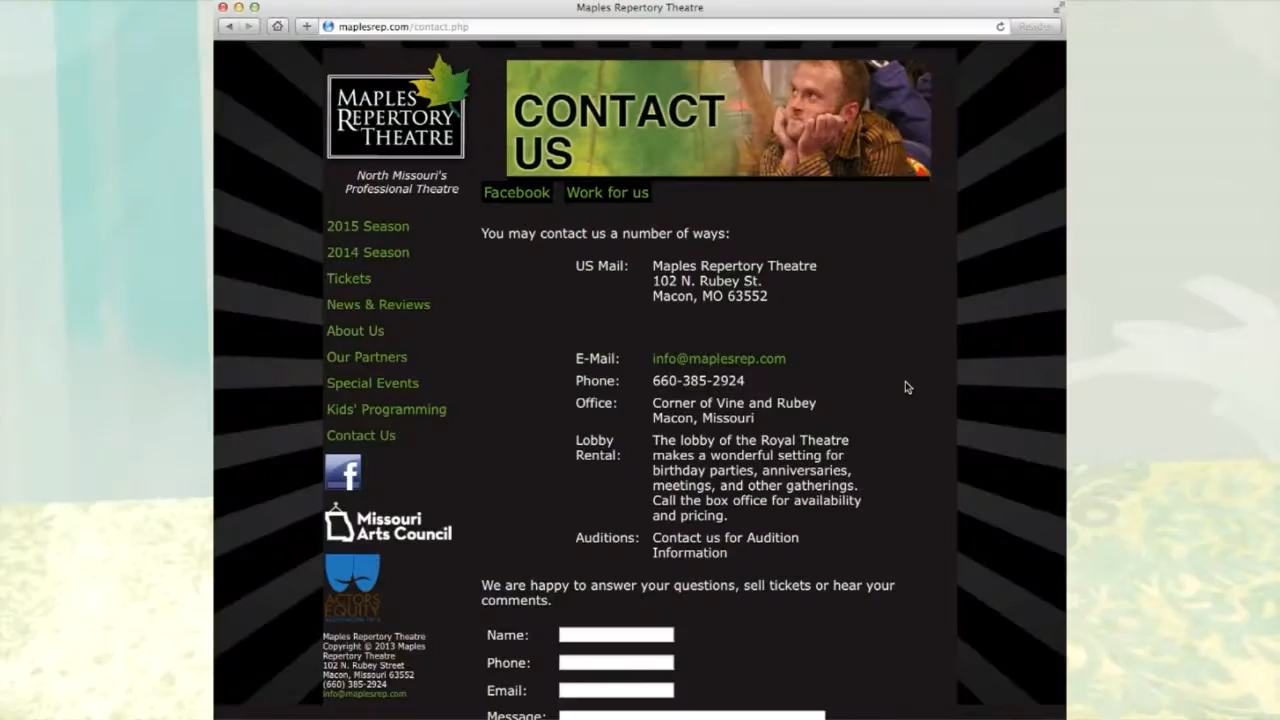 Maples Repertory Theatre
maplesrep.com/contact.php
Reader
MAPLES
REPERTORY
THEATRE
North Missouri's
Professional Theatre
CONTACT
US
Facebook Work for us
2015 Season
2014 Season
Tickets
News & Reviews
About Us
Our Partners
Special Events
Kids' Programming
Contact Us
f
Missouri
Arts Council
ACTORS
EQUITY
Maples Repertory Theatre
Copyright © 2013 Maples
Repertory Theatre
102 N. Rubey Street
Macon, Missouri 63552
(660) 385-2924
info@maplesrep.com
You may contact us a number of ways:
US Mail: Maples Repertory Theatre
102 N. Rubey St.
Macon, MO 63552
E-Mail: info@maplesrep.com
Phone: 660-385-2924
Office: Corner of Vine and Rubey
Macon, Missouri
Lobby The lobby of the Royal Theatre
Rental: makes a wonderful setting for
birthday parties, anniversaries,
meetings, and other gatherings.
Call the box office for availability
and pricing.
Auditions: Contact us for Audition
Information
We are happy to answer your questions, sell tickets or hear your
comments.
Name:
Phone:
Email:
Message: